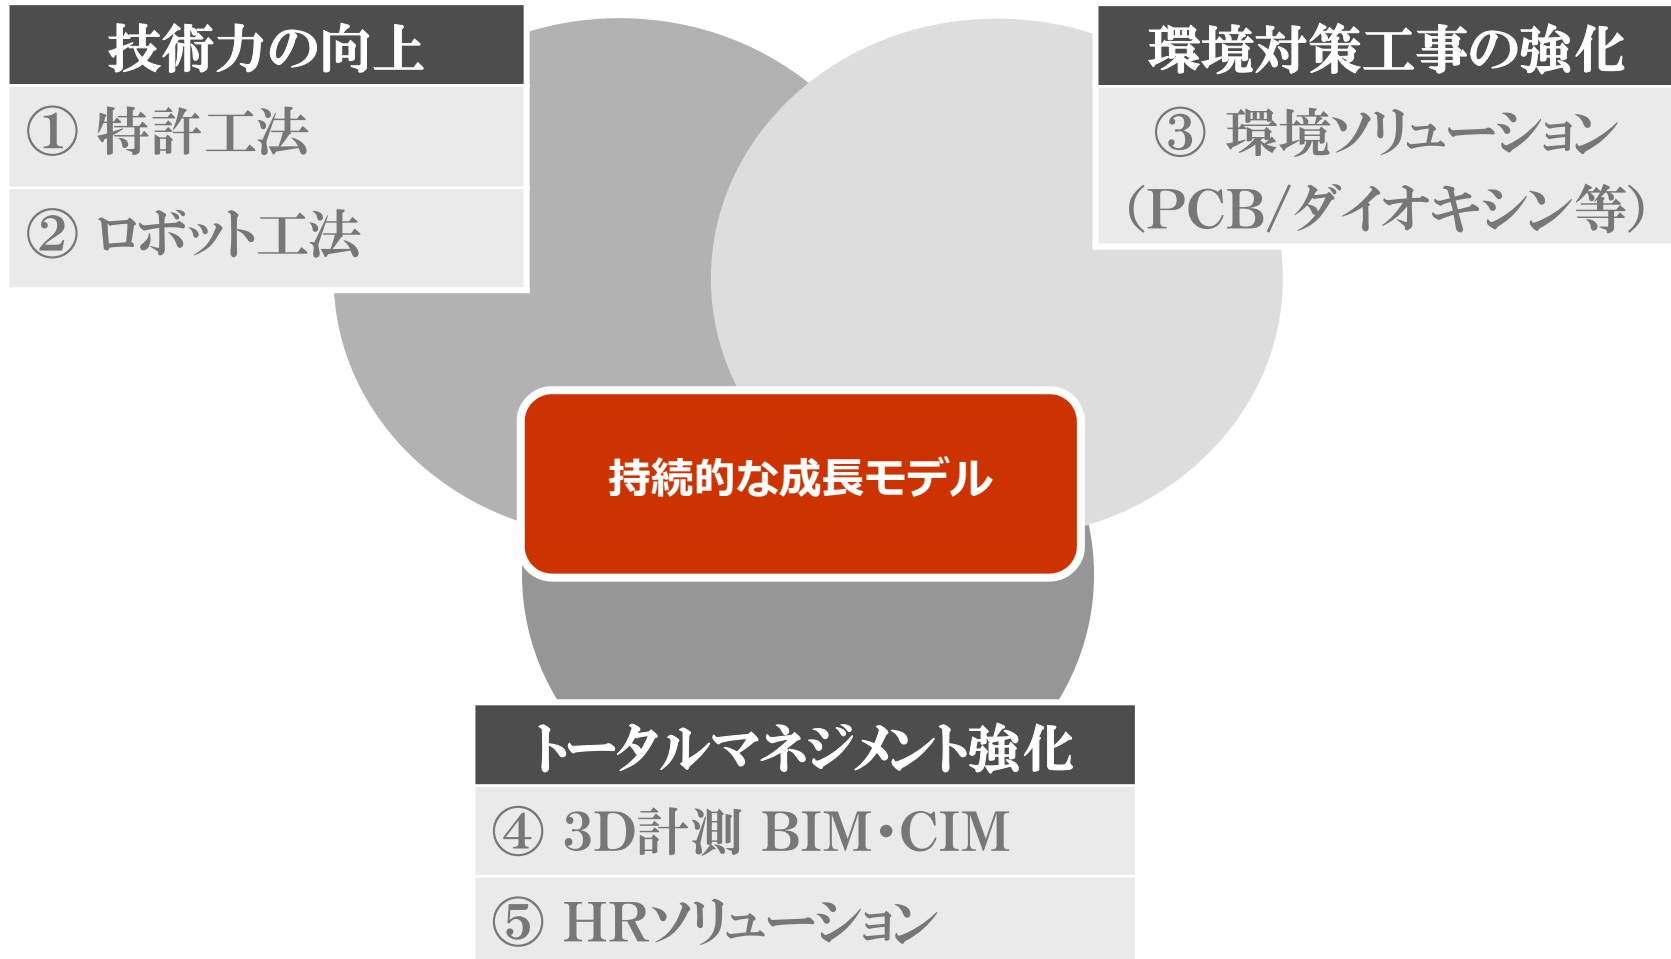 技術力の向上
① 特許工法
② ロボット工法
環境対策工事の強化
③ 環境ソリューション
(PCB/ダイオキシン等)
持続的な成長モデル
トータルマネジメント強化
④ 3D計測 BIM・CIM
⑤ HRソリューション